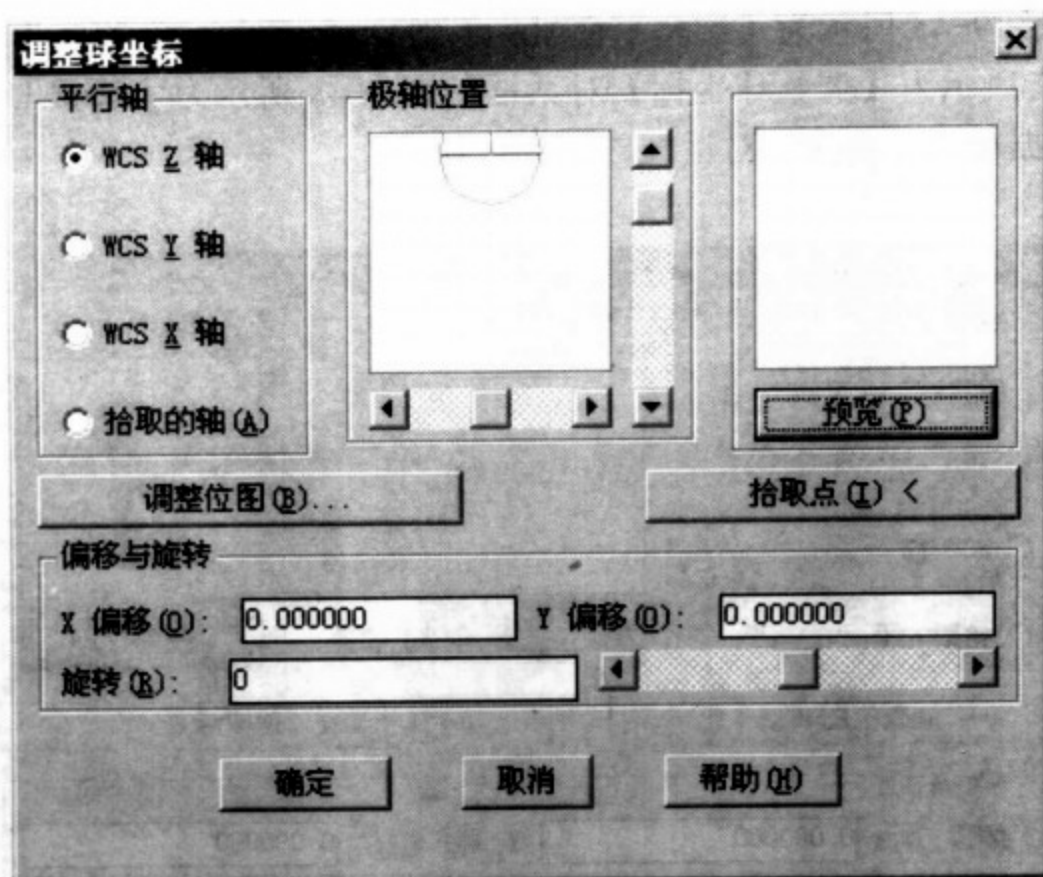 调整球坐标
平行轴
WCS Z 轴
WCS Y 轴
WCS X 轴
拾取的轴(A)
极轴位置
预览(P)
调整位图(B)...
拾取点(I) <
偏移与旋转
X 偏移(O): 0.000000
Y 偏移(O): 0.000000
旋转(R): 0
确定
取消
帮助(H)